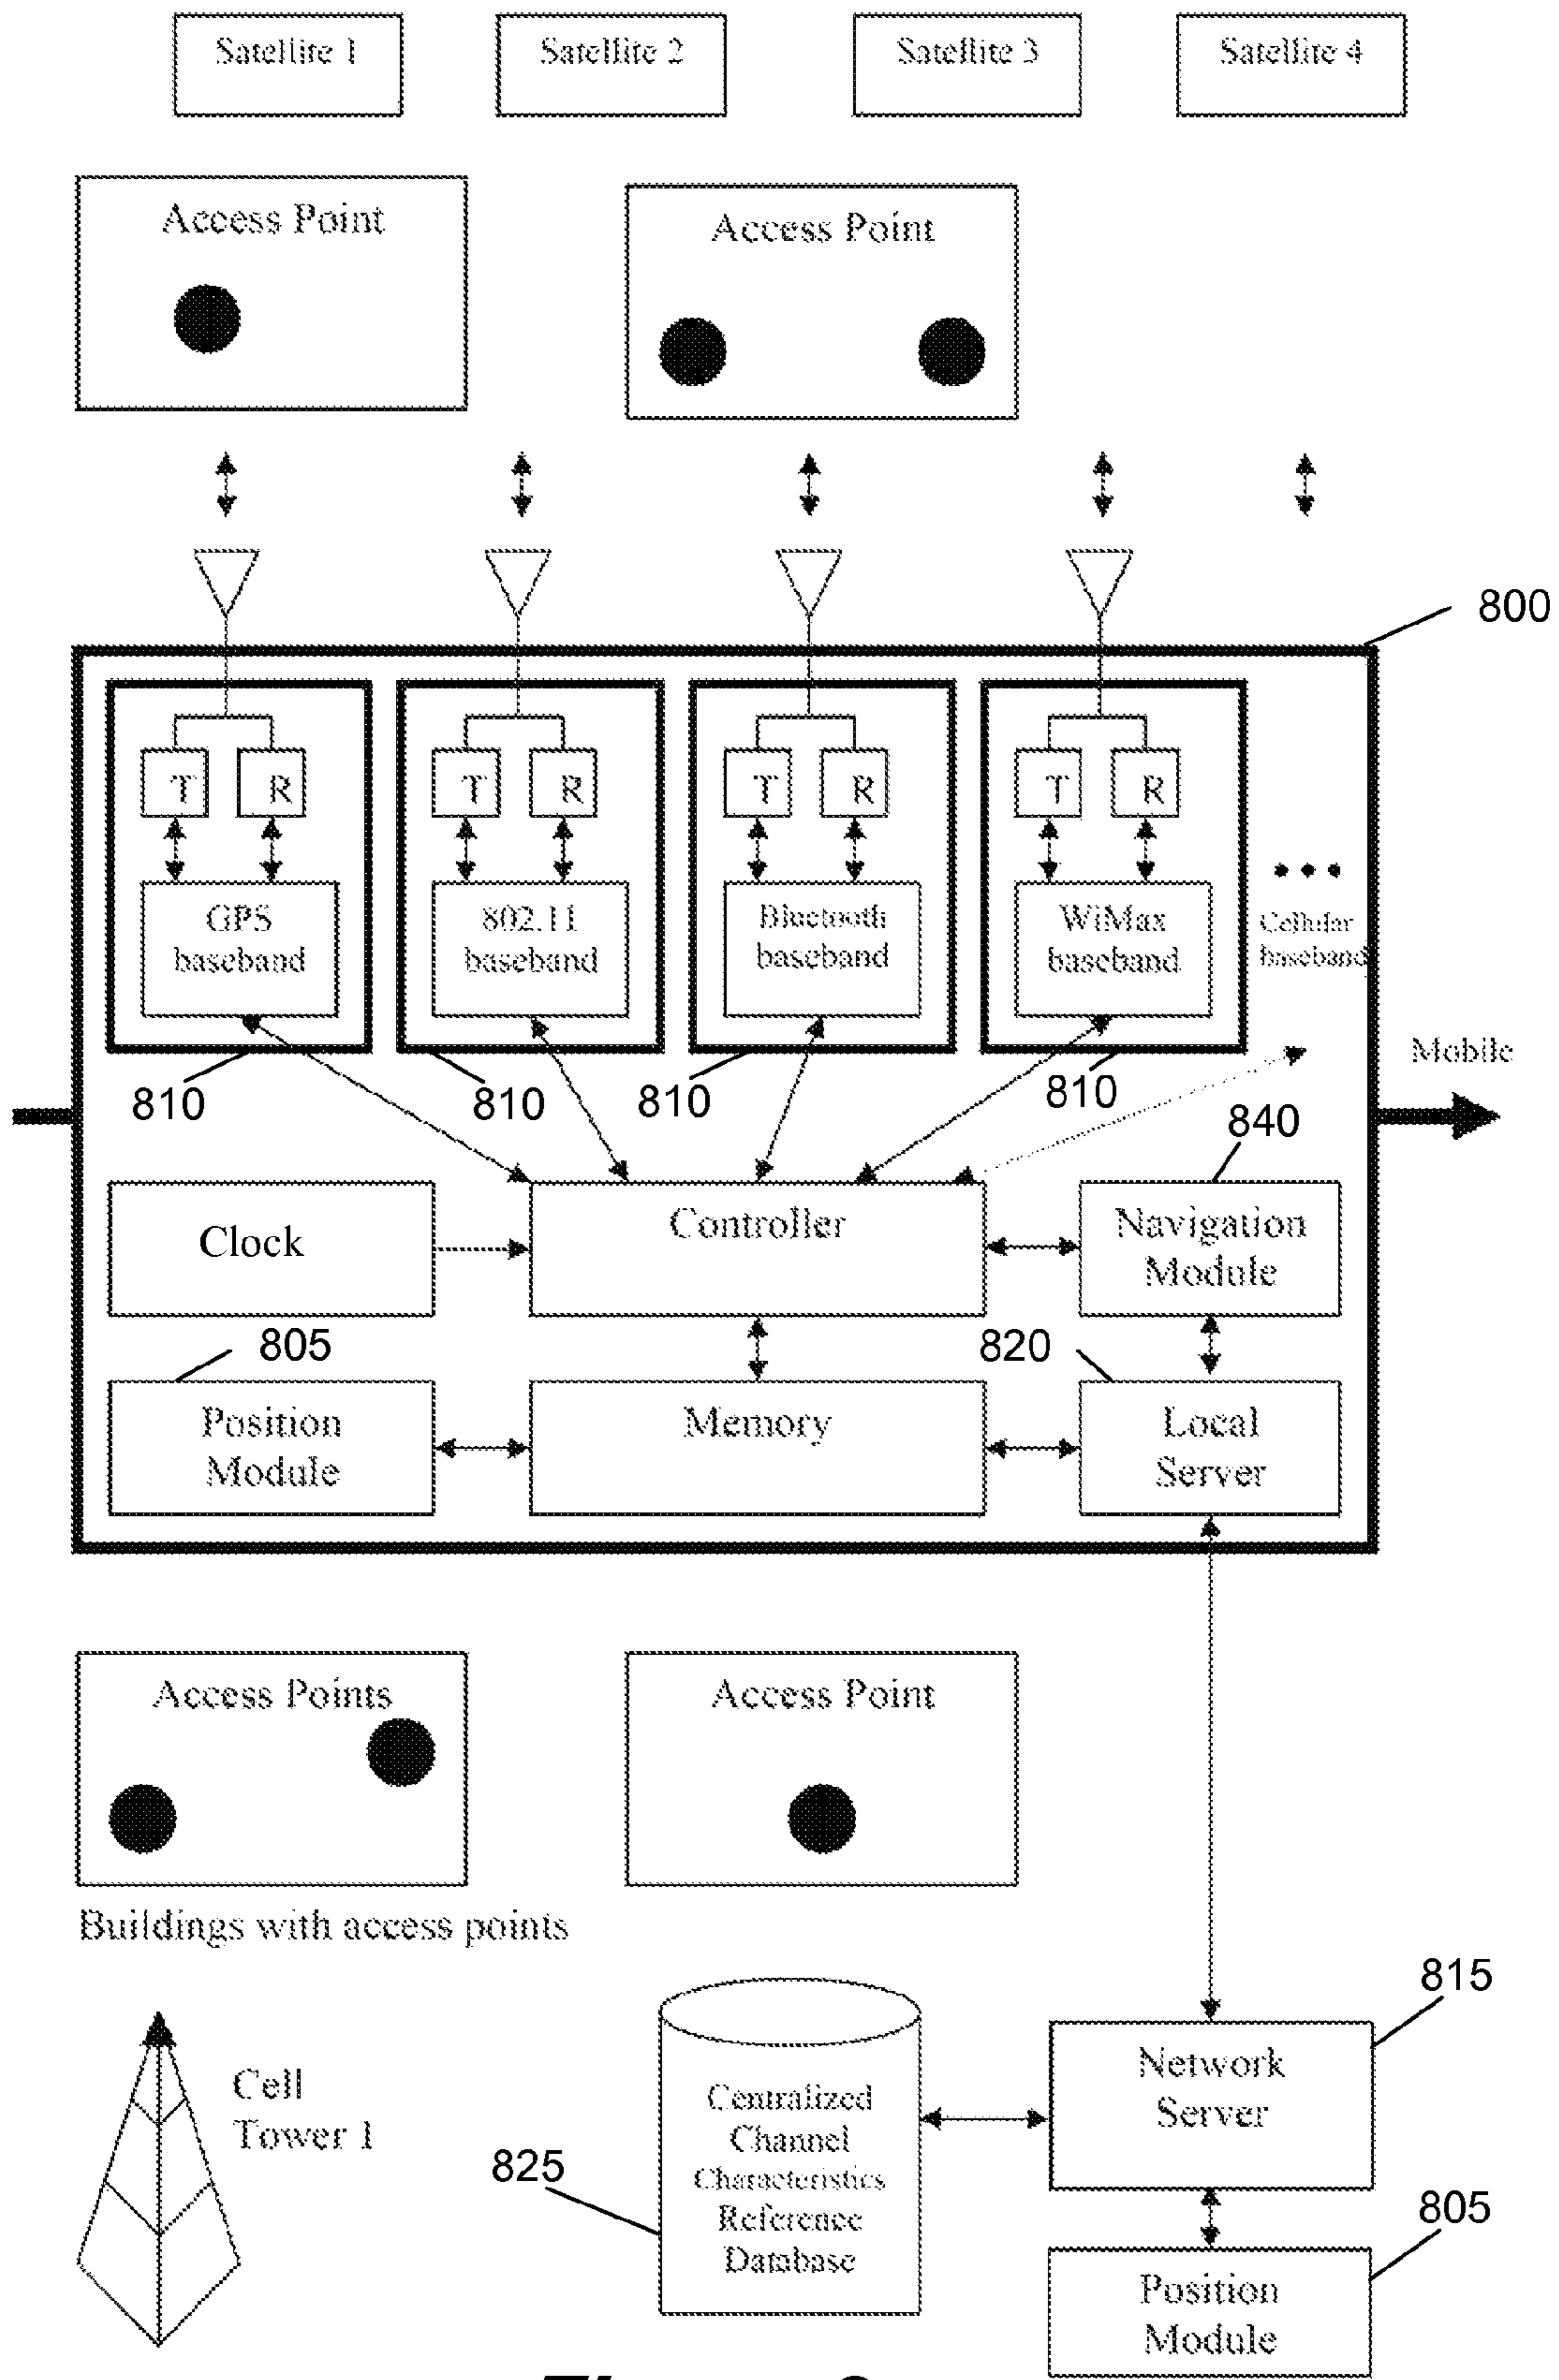 Satellite 1
Satellite 2
Satellite 3
Satellite 4
Access Point
Access Point
800
T
R
T
R
T
R
T
R
GPS
baseband
802.11
baseband
Bluetooth
baseband
WiMax
baseband
Cellular
baseband
810
810
810
810
Mobile
840
Clock
Controller
Navigation
Module
805
820
Position
Module
Memory
Local
Server
Access Points
Access Point
Buildings with access points
815
Cell
Tower 1
Centralized
Channel
Characteristics
Reference
Database
825
Network
Server
805
Position
Module